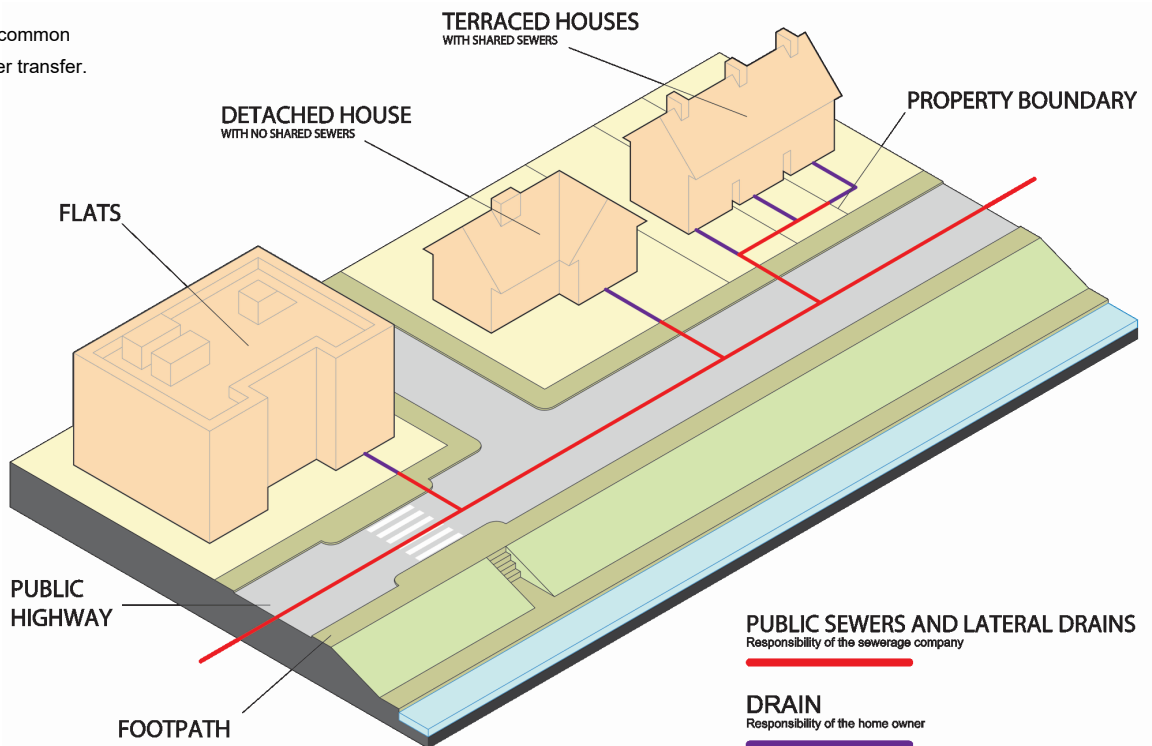 common
er transfer.
TERRACED HOUSES
WITH SHARED SEWERS
DETACHED HOUSE
WITH NO SHARED SEWERS
PROPERTY BOUNDARY
FLATS
PUBLIC
HIGHWAY
FOOTPATH
PUBLIC SEWERS AND LATERAL DRAINS
Responsibility of the sewerage company
DRAIN
Responsibility of the home owner